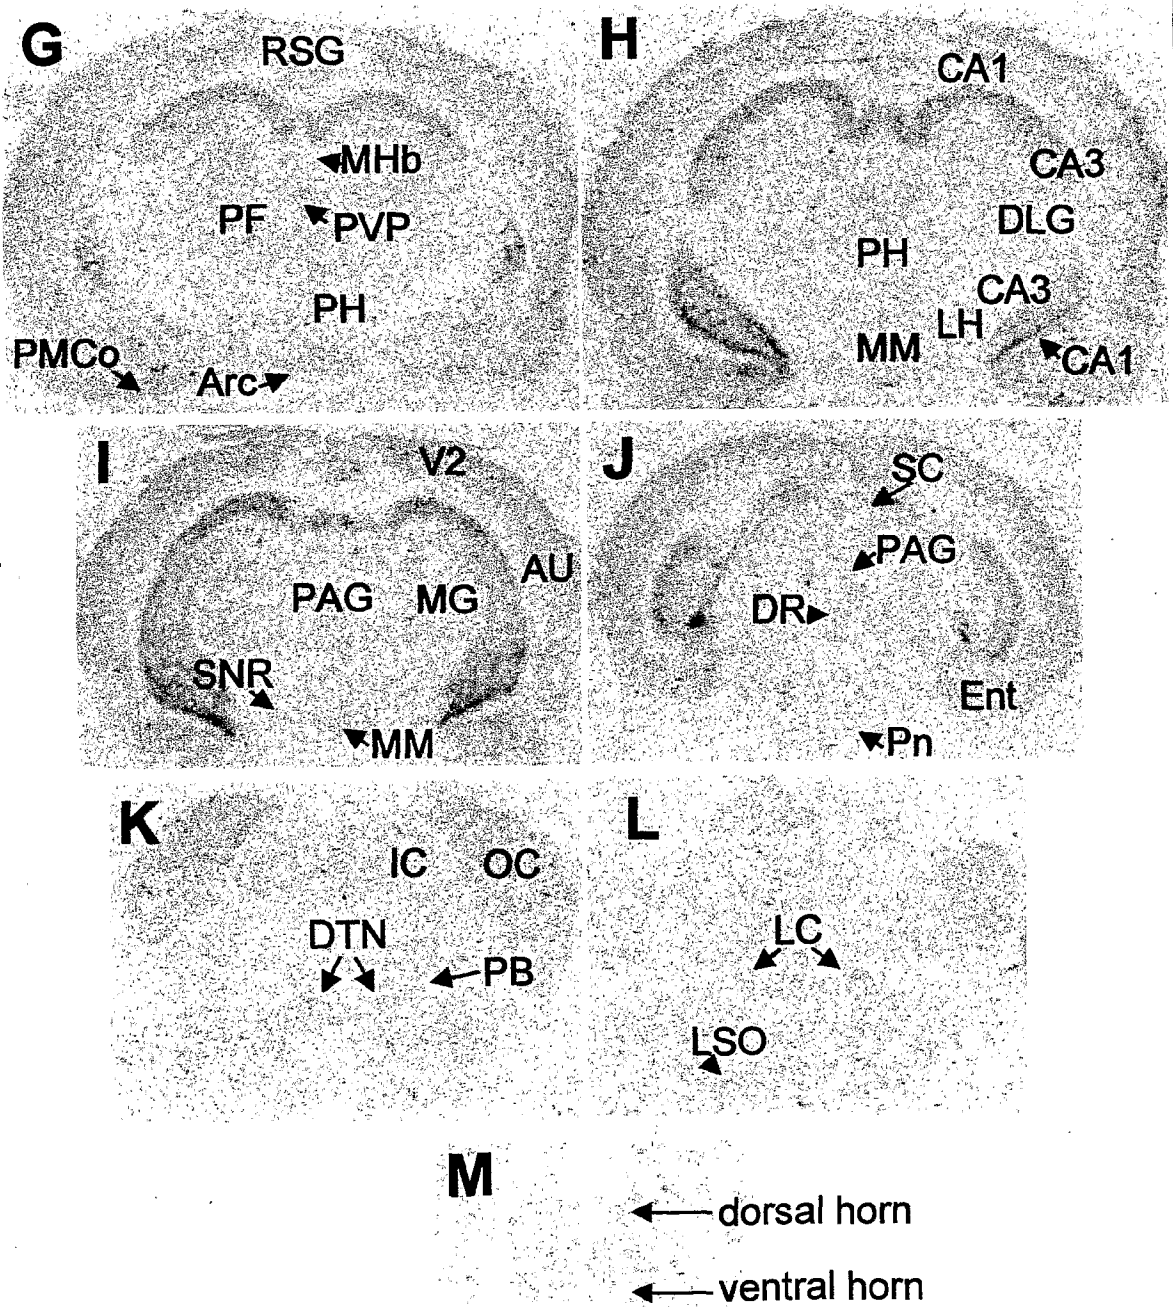 G
RSG
MHb
PF
PVP
PH
PMCo
Arc
H
CA1
CA3
DLG
PH
CA3
LH
MM
CA1
I
V2
AU
PAG
MG
SNR
MM
J
SC
PAG
DR
Ent
Pn
K
IC
OC
DTN
PB
L
LC
LSO
M
dorsal horn
ventral horn